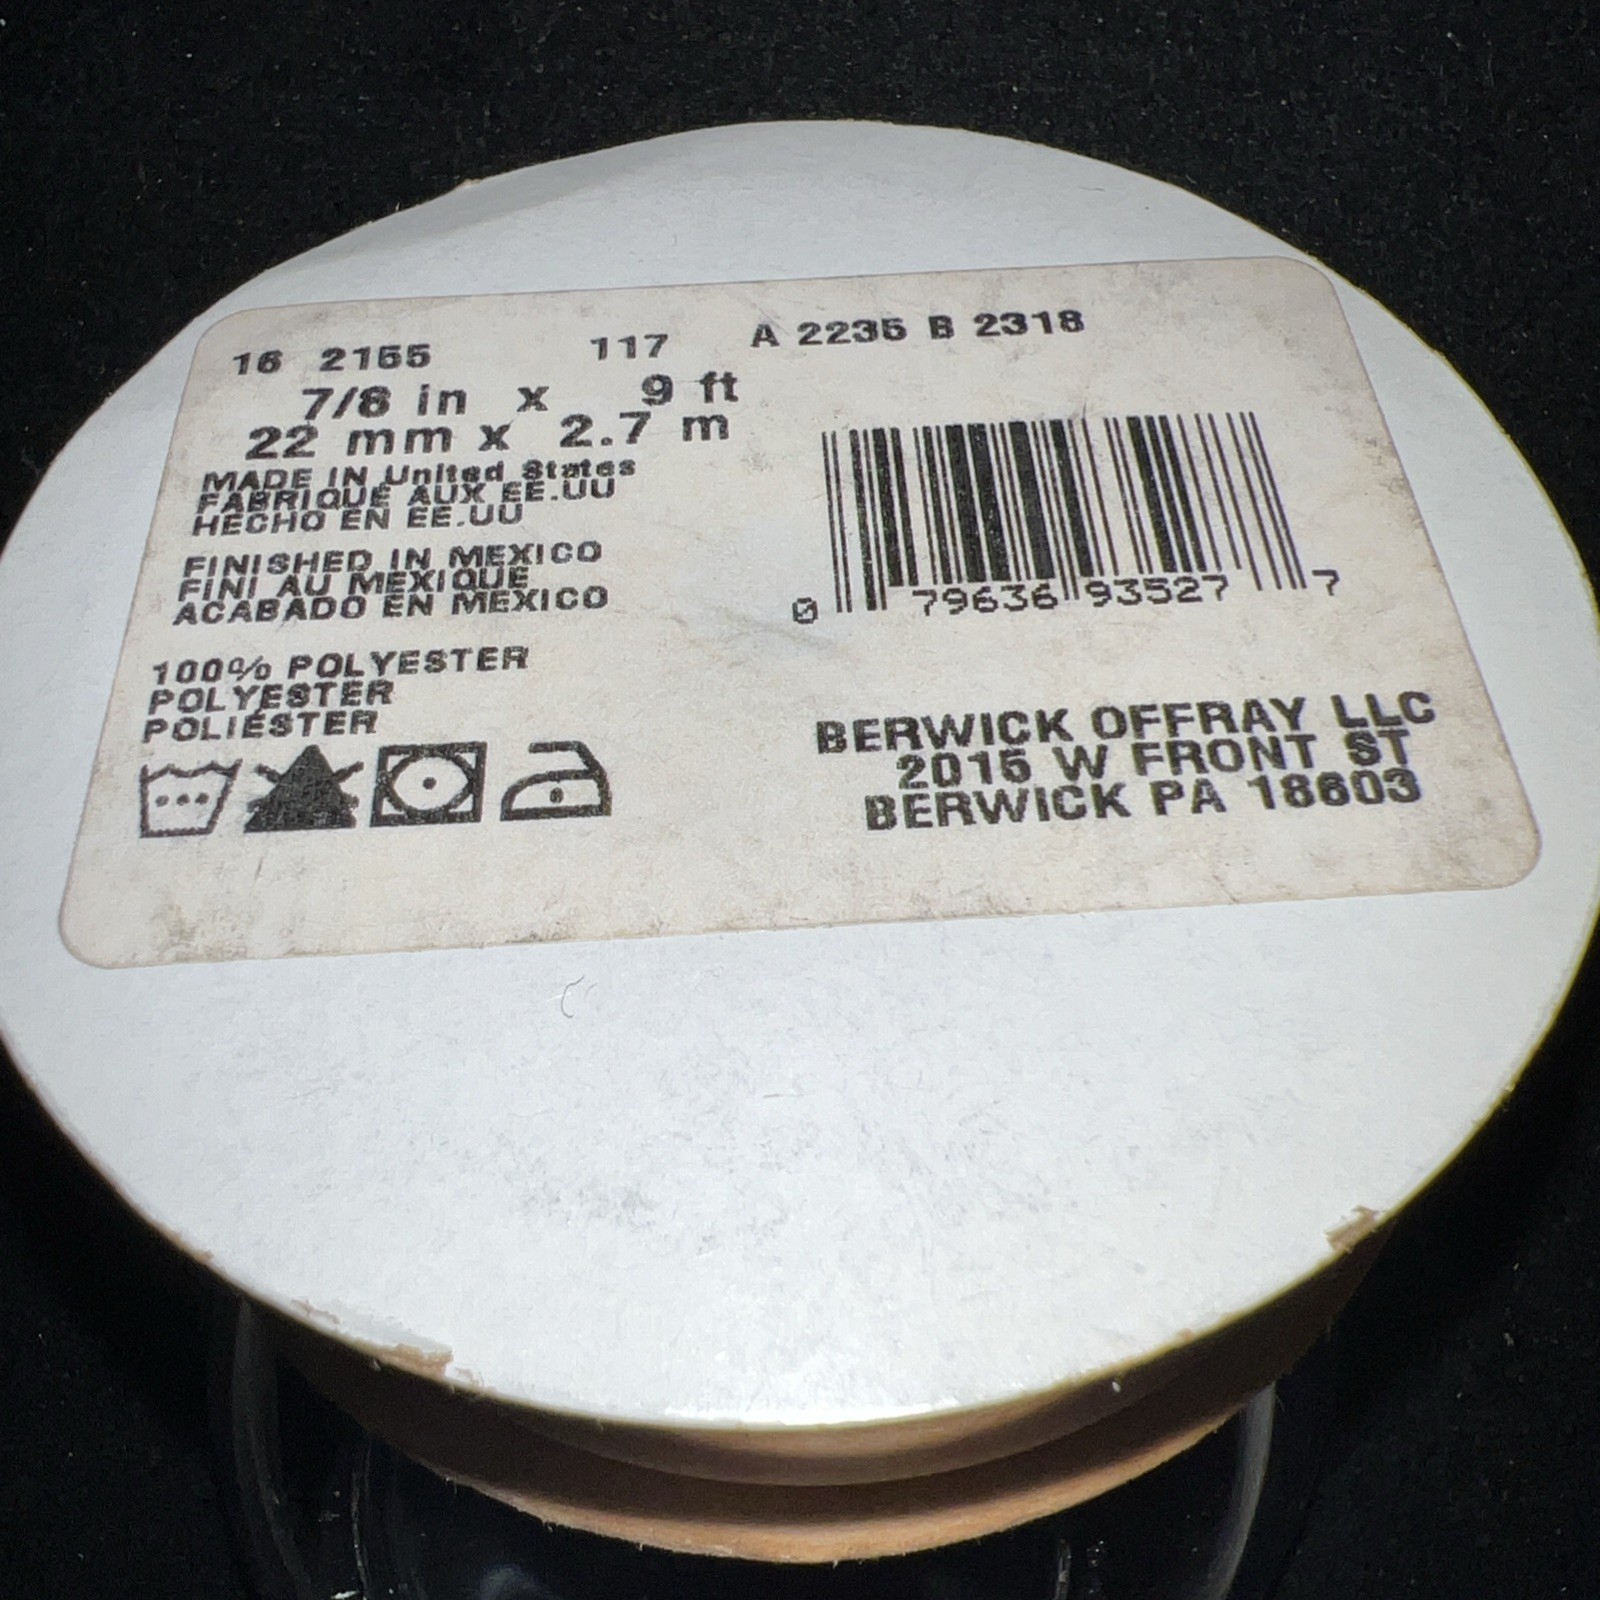 16 2155 117 A 2235 B 2318
7/8 in x 9 ft
22 mm x 2.7 m
MADE IN United States
FABRIQUÉ AUX EE.UU
HECHO EN EE.UU
FINISHED IN MEXICO
FINI AU MEXIQUE
ACABADO EN MEXICO
100% POLYESTER
POLYESTER
POLIÉSTER
0 79636 93527 7
BERWICK OFFRAY LLC
2015 W FRONT ST
BERWICK PA 18603